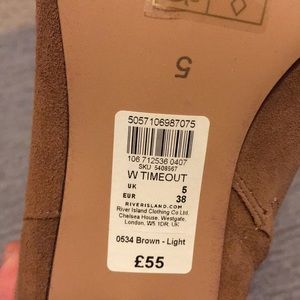 5
5057106987075
106 712536 0407
SKU 5408567
W TIMEOUT
UK 5
EUR 38
RIVERISLAND.COM
River Island Clothing Co Ltd.
Chelsea House, Westgate,
London, W5 1DR, UK
0534 Brown - Light
£55